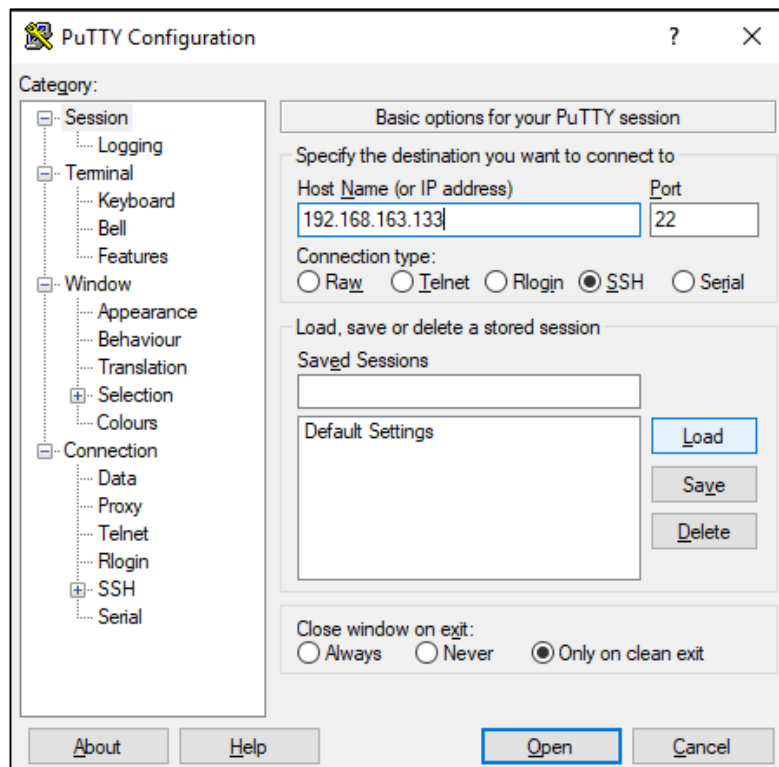 PuTTY Configuration
?
Category:
Session
Logging
Terminal
Keyboard
Bell
Features
Window
Appearance
Behaviour
Translation
Selection
Colours
Connection
Data
Proxy
Telnet
Rlogin
SSH
Serial
Basic options for your PuTTY session
Specify the destination you want to connect to
Host Name (or IP address) Port
192.168.163.133 22
Connection type:
Raw Telnet Rlogin SSH Serial
Load, save or delete a stored session
Saved Sessions
Default Settings
Load
Save
Delete
Close window on exit:
Always Never Only on clean exit
About Help Open Cancel